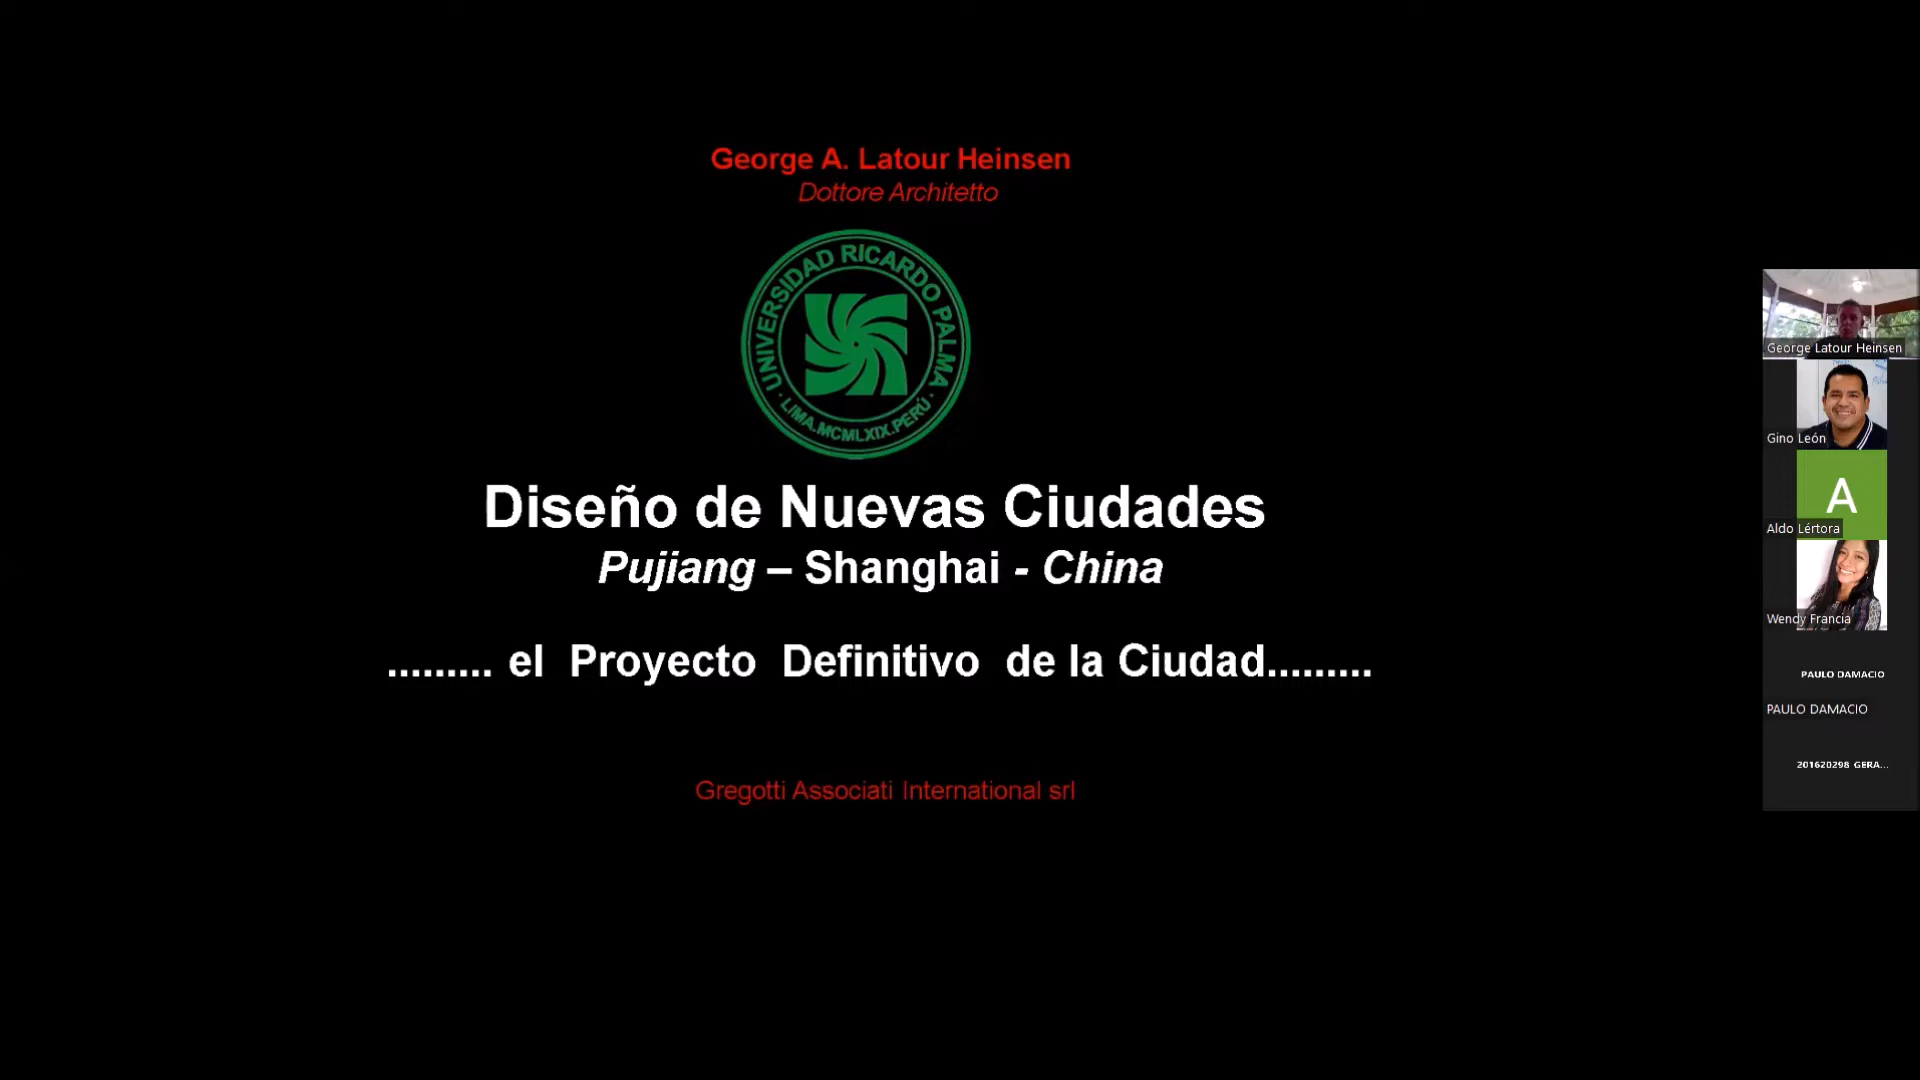 George A. Latour Heinsen
Dottore Architetto
UNIVERSIDAD RICARDO PALMA
· LIMA.MCMLXIX.PERÚ ·
Diseño de Nuevas Ciudades
Pujiang – Shanghai - China
......... el Proyecto Definitivo de la Ciudad.........
Gregotti Associati International srl
George Latour Heinsen
Gino León
A
Aldo Lértora
Wendy Francia
PAULO DAMACIO
PAULO DAMACIO
201620298 GERA...